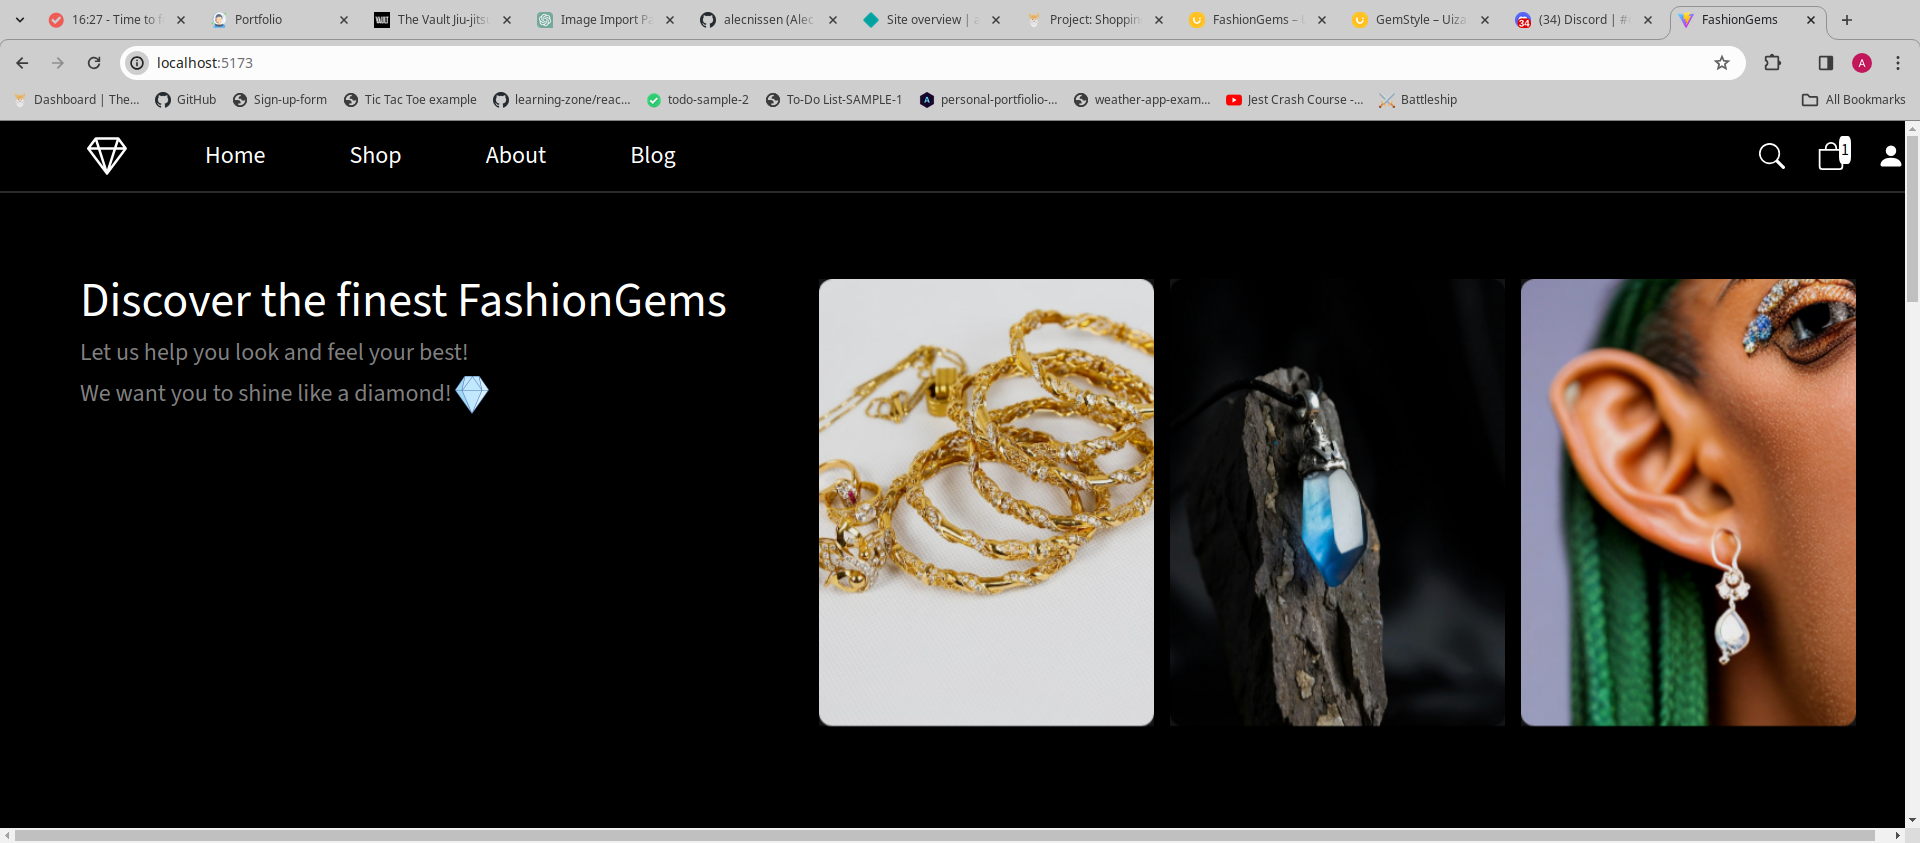 16:27 - Time to f
Portfolio
The Vault Jiu-jits
Image Import Pa
alecnissen (Alec
Site overview | a
Project: Shoppin
FashionGems – U
GemStyle – Uiza
34 (34) Discord | #
FashionGems
localhost:5173
A
Dashboard | The...
GitHub
Sign-up-form
Tic Tac Toe example
learning-zone/reac...
todo-sample-2
To-Do List-SAMPLE-1
personal-portfiolio-...
weather-app-exam...
Jest Crash Course -...
Battleship
All Bookmarks
Home
Shop
About
Blog
1
Discover the finest FashionGems
Let us help you look and feel your best!
We want you to shine like a diamond!